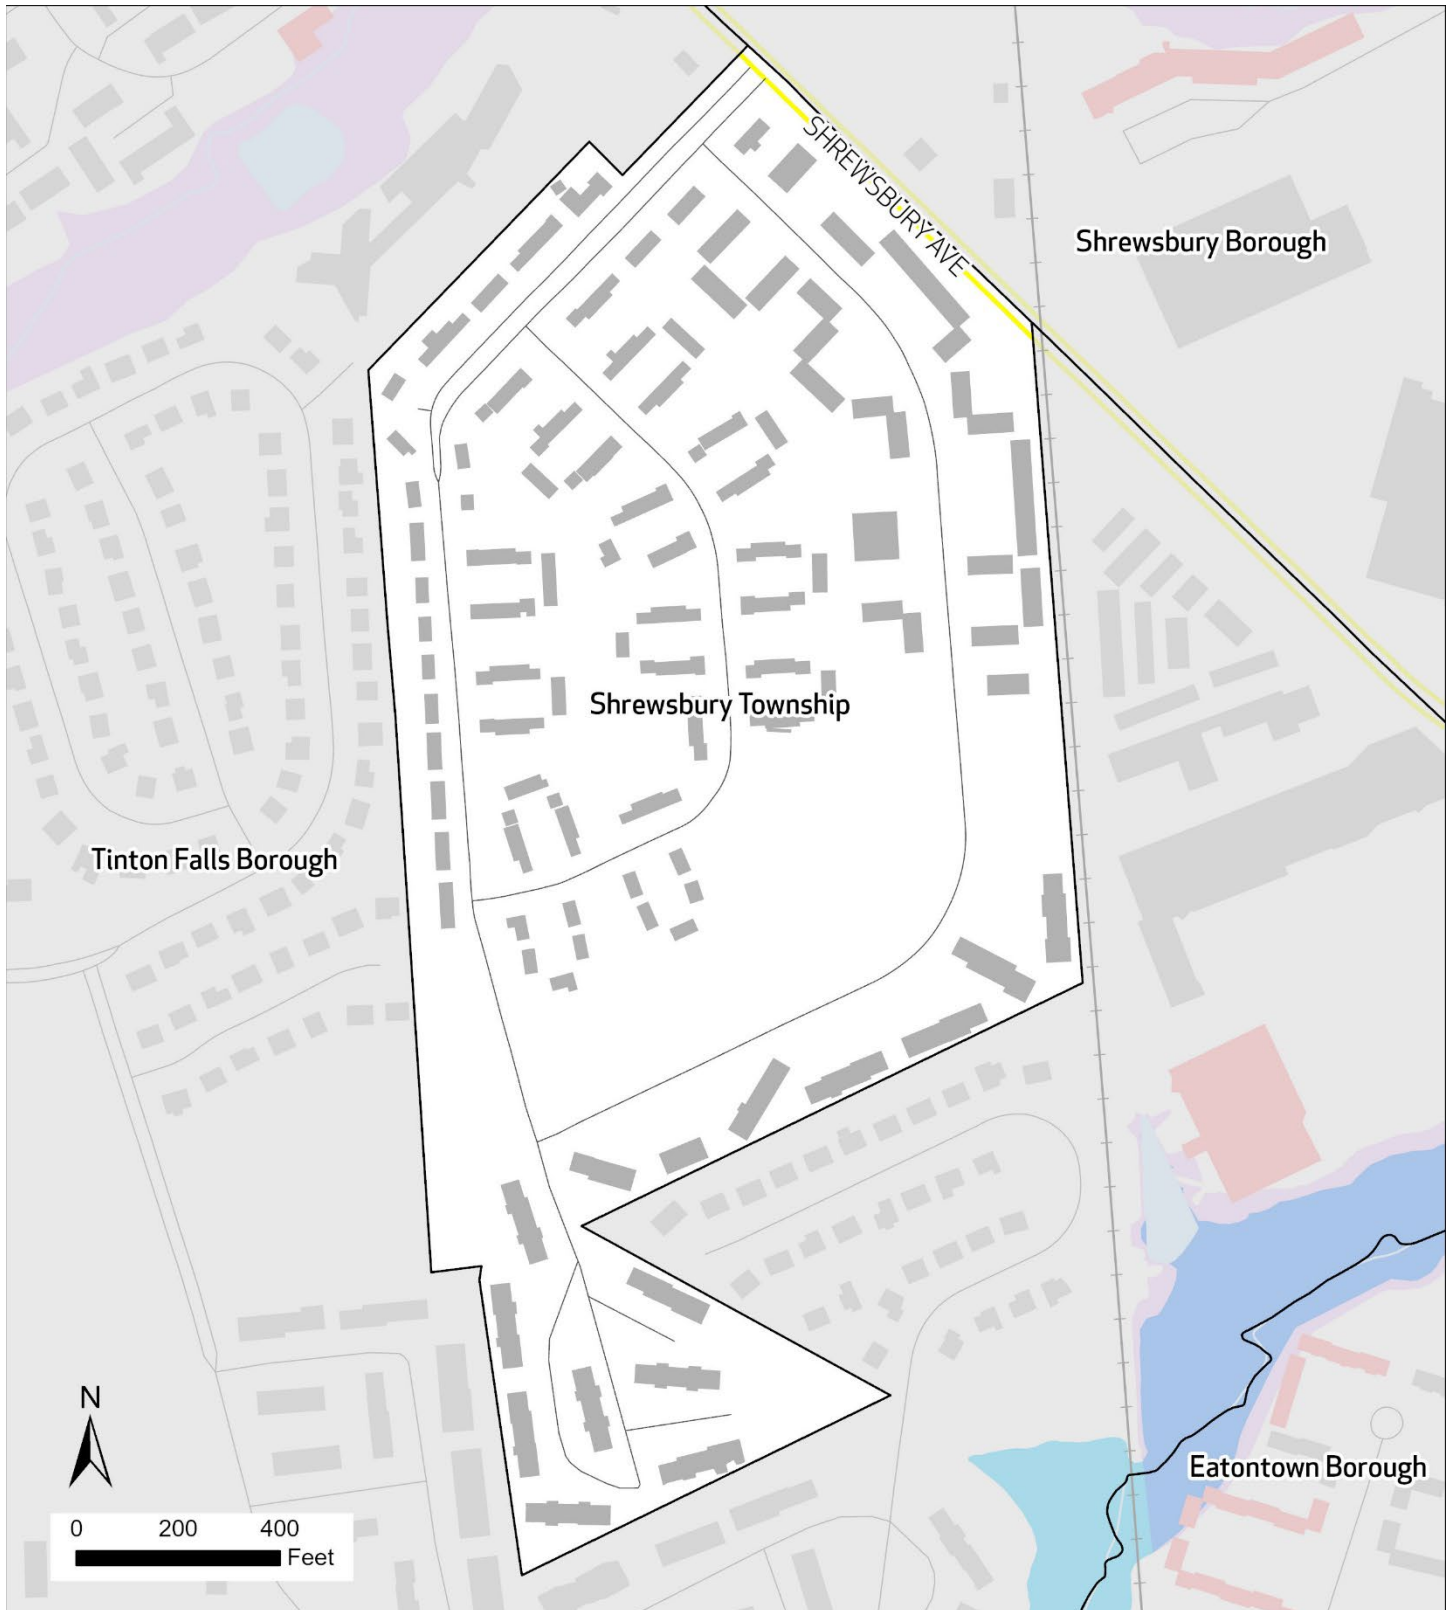 SHREWSBURY AVE
Shrewsbury Borough
Shrewsbury Township
Tinton Falls Borough
N
Eatontown Borough
0 200 400
Feet